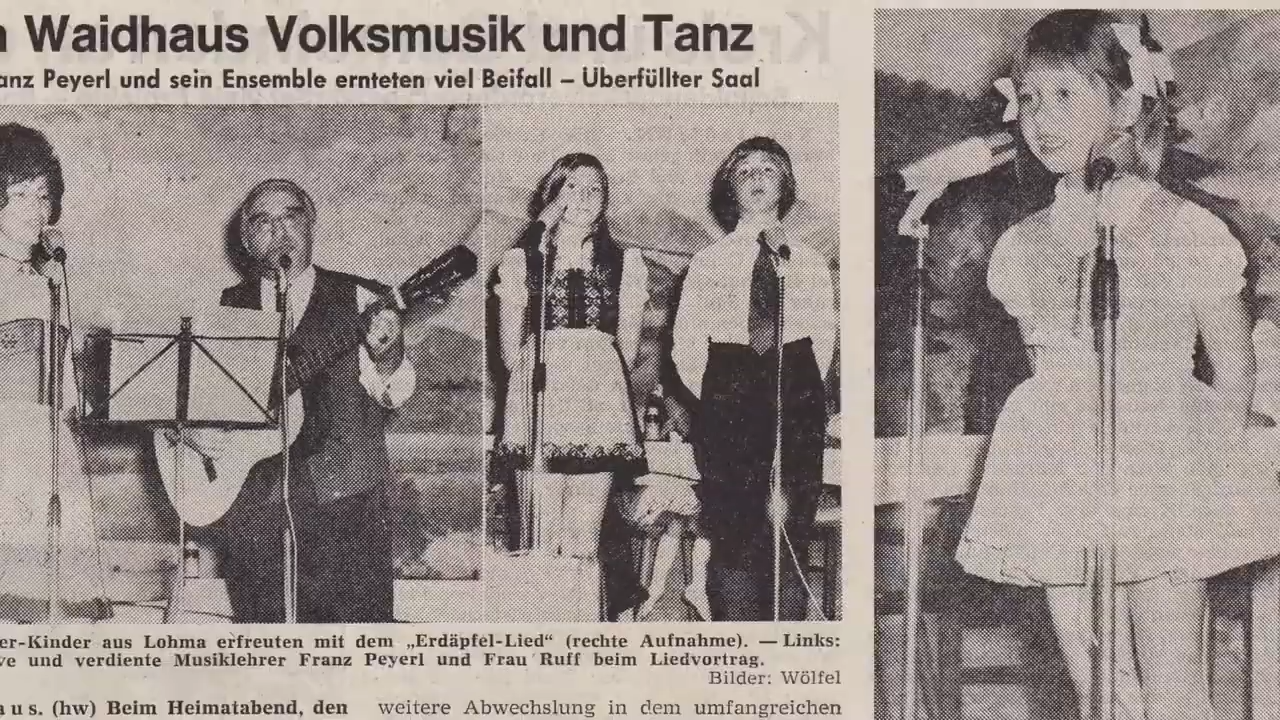 Waidhaus Volksmusik und Tanz
anz Peyerl und sein Ensemble ernteten viel Beifall – Überfüllter Saal
er-Kinder aus Lohma erfreuten mit dem „Erdäpfel-Lied“ (rechte Aufnahme). — Links:
ve und verdiente Musiklehrer Franz Peyerl und Frau Ruff beim Liedvortrag.
Bilder: Wölfel
aus. (hw) Beim Heimatabend, den
weitere Abwechslung in dem umfangreichen